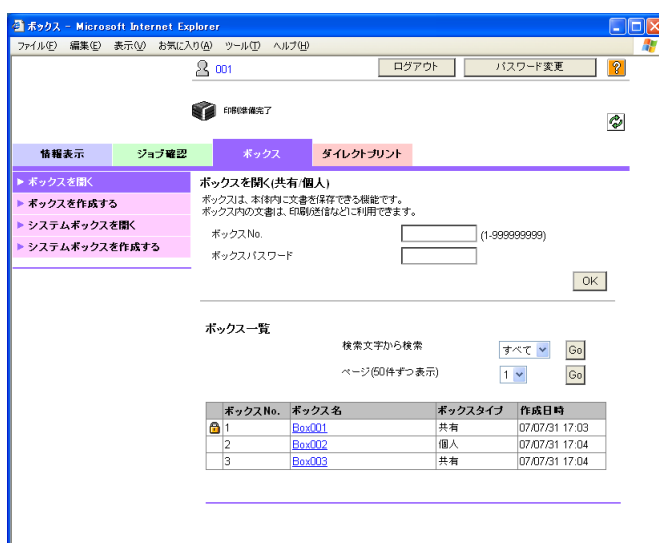 ボックス - Microsoft Internet Explorer
ファイル(F) 編集(E) 表示(V) お気に入り(A) ツール(T) ヘルプ(H)
001 ログアウト パスワード変更 ?
印刷準備完了
情報表示 ジョブ確認 ボックス ダイレクトプリント
ボックスを開く
ボックスを作成する
システムボックスを開く
システムボックスを作成する
ボックスを開く(共有/個人)
ボックスは、本体内に文書を保存できる機能です。
ボックス内の文書は、印刷/送信などに利用できます。
ボックスNo. (1-999999999)
ボックスパスワード
OK
ボックス一覧
検索文字から検索 すべて Go
ページ(50件ずつ表示) 1 Go
ボックスNo. ボックス名 ボックスタイプ 作成日時
1 Box001 共有 07/07/31 17:03
2 Box002 個人 07/07/31 17:04
3 Box003 共有 07/07/31 17:04